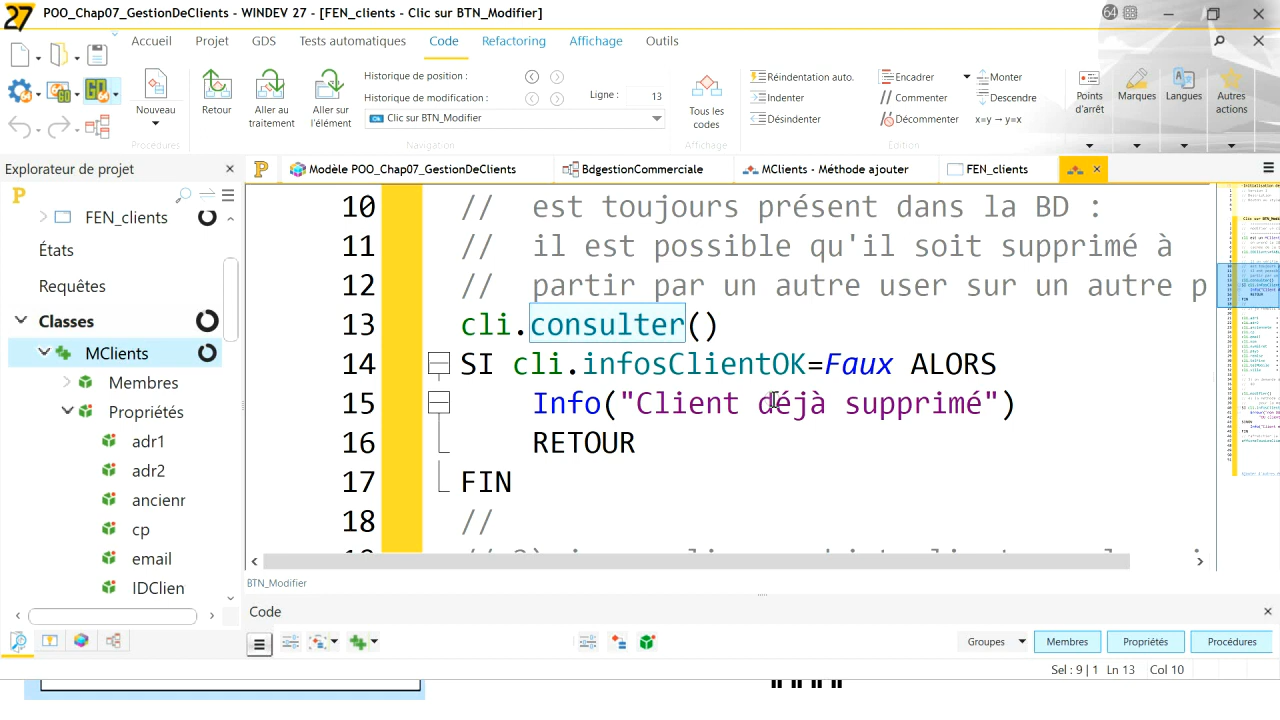 27 POO_Chap07_GestionDeClients - WINDEV 27 - [FEN_clients - Clic sur BTN_Modifier]
64
Accueil Projet GDS Tests automatiques Code Refactoring Affichage Outils
Nouveau
Procédures
Retour
Aller au traitement
Aller sur l'élément
Historique de position :
Historique de modification :
Ligne : 13
Clic sur BTN_Modifier
Navigation
Tous les codes
Affichage
Réindentation auto.
Indenter
Désindenter
Encadrer
Commenter
Décommenter
Monter
Descendre
x=y → y=x
Edition
Points d'arrêt
Marques
Langues
Autres actions
Explorateur de projet
Modèle POO_Chap07_GestionDeClients
BdgestionCommerciale
MClients - Méthode ajouter
FEN_clients
FEN_clients
États
Requêtes
Classes
MClients
Membres
Propriétés
adr1
adr2
ancienr
cp
email
IDClien
10 // est toujours présent dans la BD :
11 // il est possible qu'il soit supprimé à
12 // partir par un autre user sur un autre p
13 cli.consulter()
14 SI cli.infosClientOK=Faux ALORS
15 Info("Client déjà supprimé")
16 RETOUR
17 FIN
18 //
BTN_Modifier
Code
Groupes Membres Propriétés Procédures
Sel : 9 | 1 Ln 13 Col 10